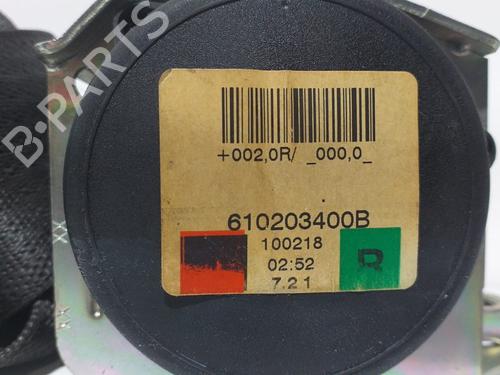 B-PARTS
+002,0R/ _000,0_
610203400B
100218
02:52
7.21
R